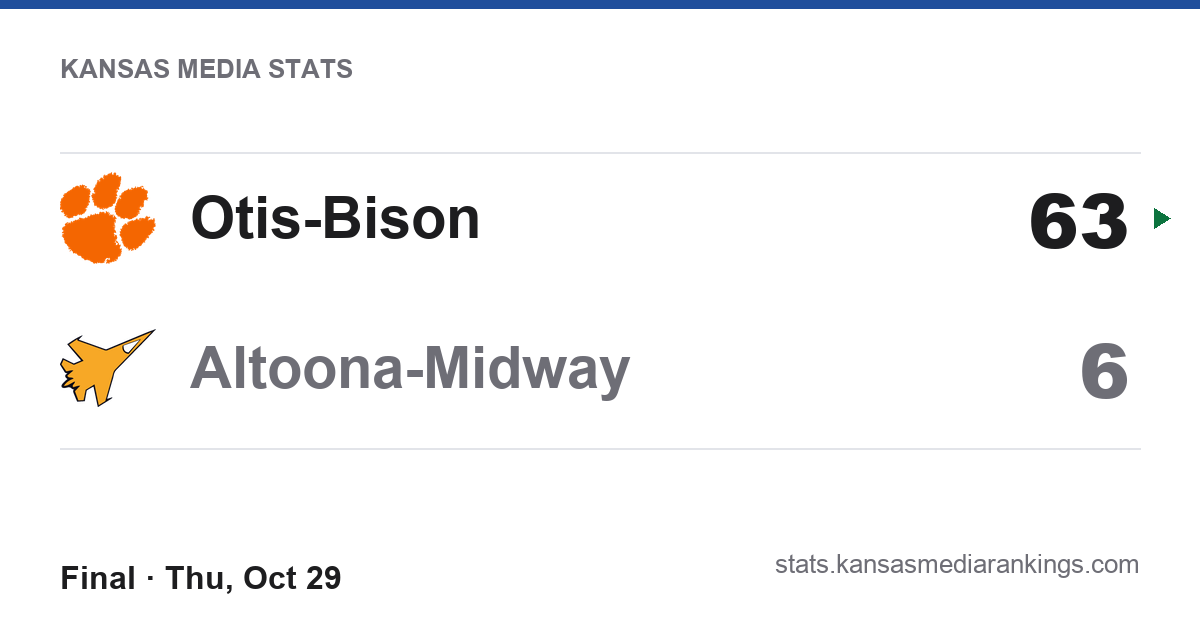 KANSAS MEDIA STATS
Otis-Bison 63
Altoona-Midway 6
Final · Thu, Oct 29
stats.kansasmediarankings.com